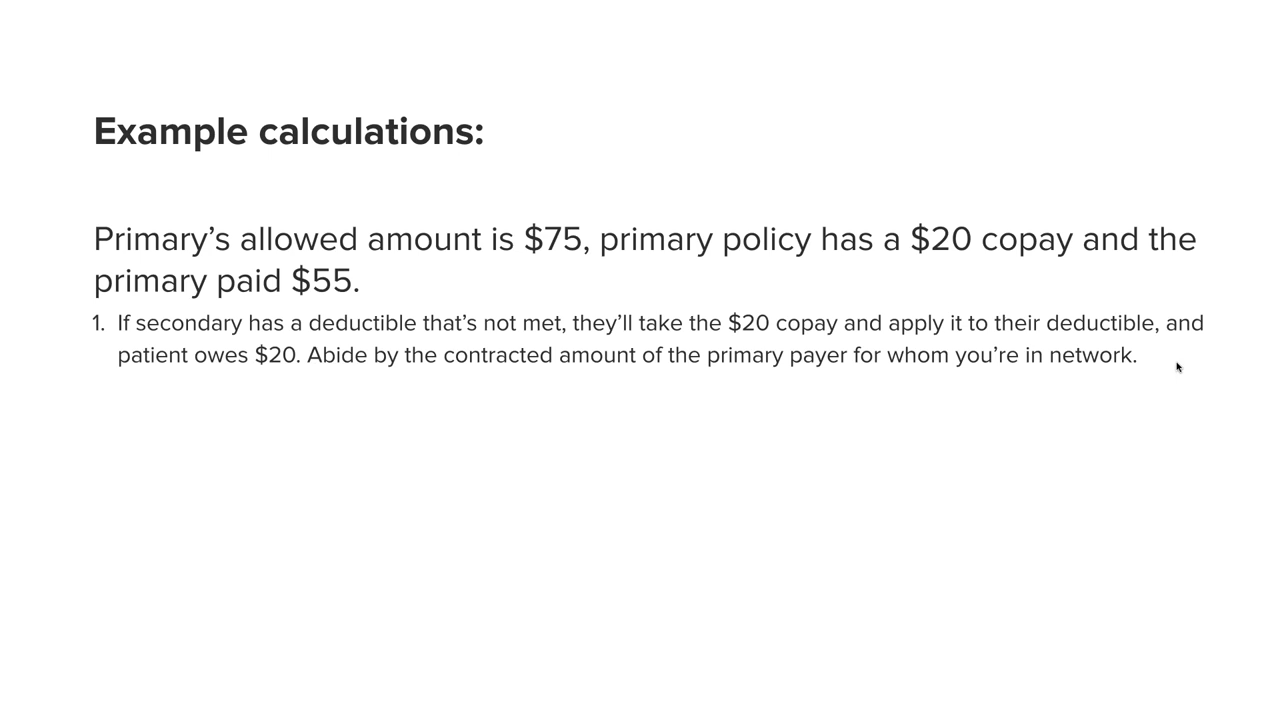 Example calculations:
Primary’s allowed amount is $75, primary policy has a $20 copay and the
primary paid $55.
1. If secondary has a deductible that’s not met, they’ll take the $20 copay and apply it to their deductible, and
patient owes $20. Abide by the contracted amount of the primary payer for whom you’re in network.